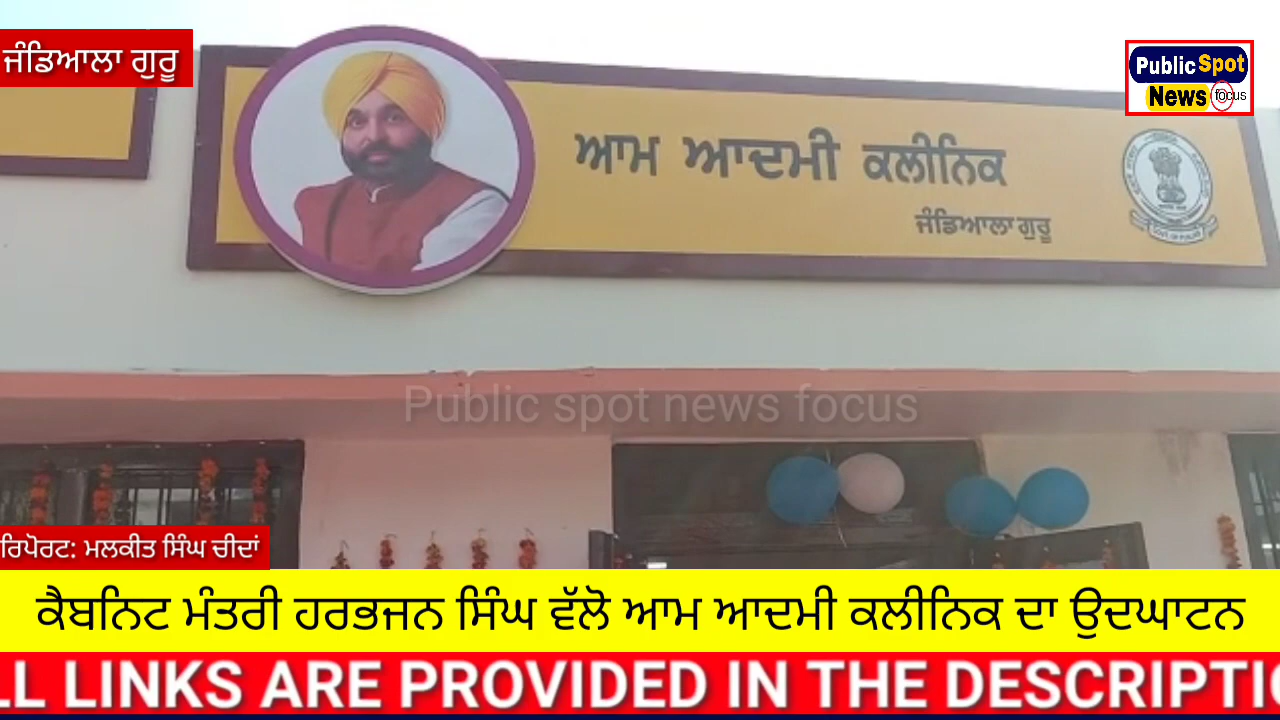 ਜੰਡਿਆਲਾ ਗੁਰੂ
Public Spot
News focus
ਆਮ ਆਦਮੀ ਕਲੀਨਿਕ
ਜੰਡਿਆਲਾ ਗੁਰੂ
Public spot news focus
ਰਿਪੋਰਟ: ਮਲਕੀਤ ਸਿੰਘ ਚੀਦਾਂ
ਕੈਬਨਿਟ ਮੰਤਰੀ ਹਰਭਜਨ ਸਿੰਘ ਵੱਲੋ ਆਮ ਆਦਮੀ ਕਲੀਨਿਕ ਦਾ ਉਦਘਾਟਨ
LL LINKS ARE PROVIDED IN THE DESCRIPTIO